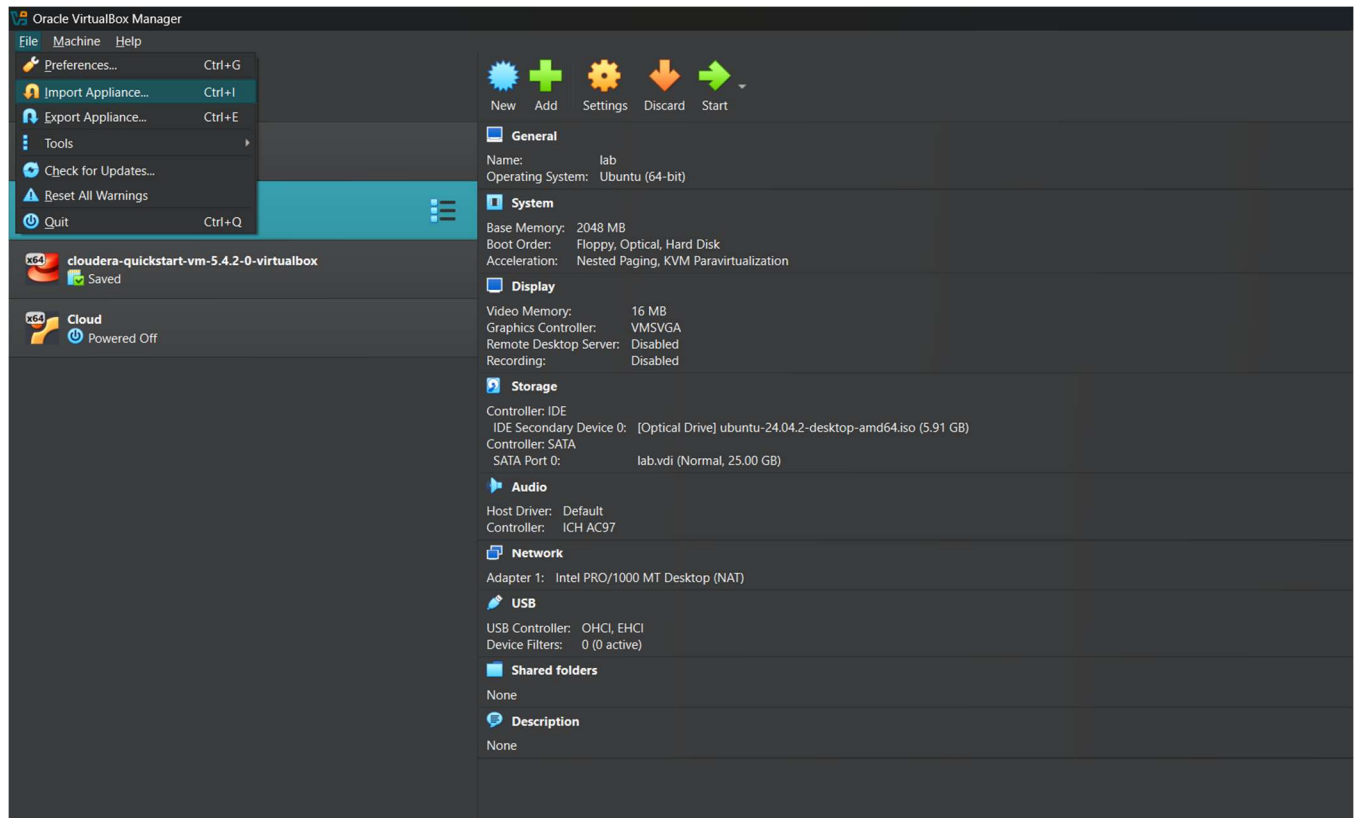 Oracle VirtualBox Manager
File Machine Help
Preferences... Ctrl+G
Import Appliance... Ctrl+I
Export Appliance... Ctrl+E
Tools
Check for Updates...
Reset All Warnings
Quit Ctrl+Q
x64 cloudera-quickstart-vm-5.4.2-0-virtualbox
Saved
x64 Cloud
Powered Off
New Add Settings Discard Start
General
Name: lab
Operating System: Ubuntu (64-bit)
System
Base Memory: 2048 MB
Boot Order: Floppy, Optical, Hard Disk
Acceleration: Nested Paging, KVM Paravirtualization
Display
Video Memory: 16 MB
Graphics Controller: VMSVGA
Remote Desktop Server: Disabled
Recording: Disabled
Storage
Controller: IDE
IDE Secondary Device 0: [Optical Drive] ubuntu-24.04.2-desktop-amd64.iso (5.91 GB)
Controller: SATA
SATA Port 0: lab.vdi (Normal, 25.00 GB)
Audio
Host Driver: Default
Controller: ICH AC97
Network
Adapter 1: Intel PRO/1000 MT Desktop (NAT)
USB
USB Controller: OHCI, EHCI
Device Filters: 0 (0 active)
Shared folders
None
Description
None